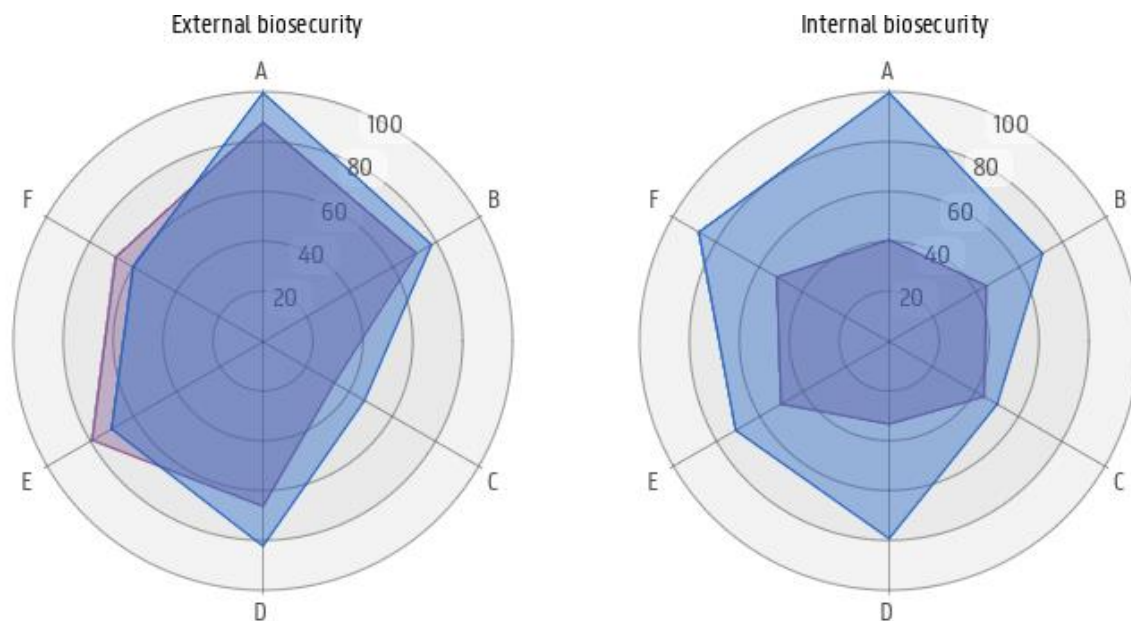 External biosecurity
A
B
C
D
E
F
100
80
60
40
20
Internal biosecurity
A
B
C
D
E
F
100
80
60
40
20